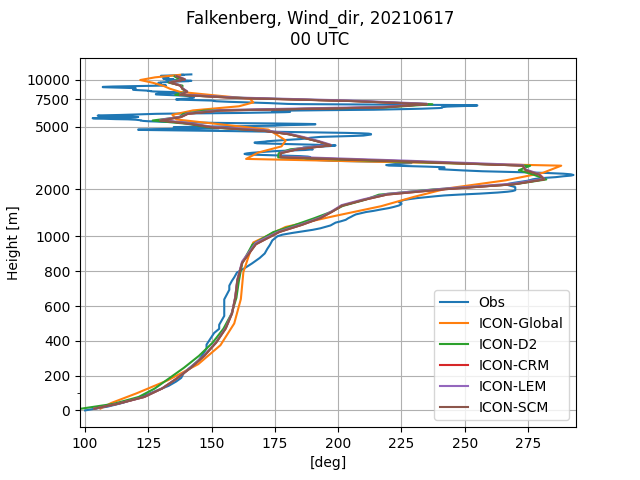 Falkenberg, Wind_dir, 20210617
00 UTC
Height [m]
10000
7500
5000
2000
1000
800
600
400
200
0
Obs
ICON-Global
ICON-D2
ICON-CRM
ICON-LEM
ICON-SCM
100 125 150 175 200 225 250 275
[deg]